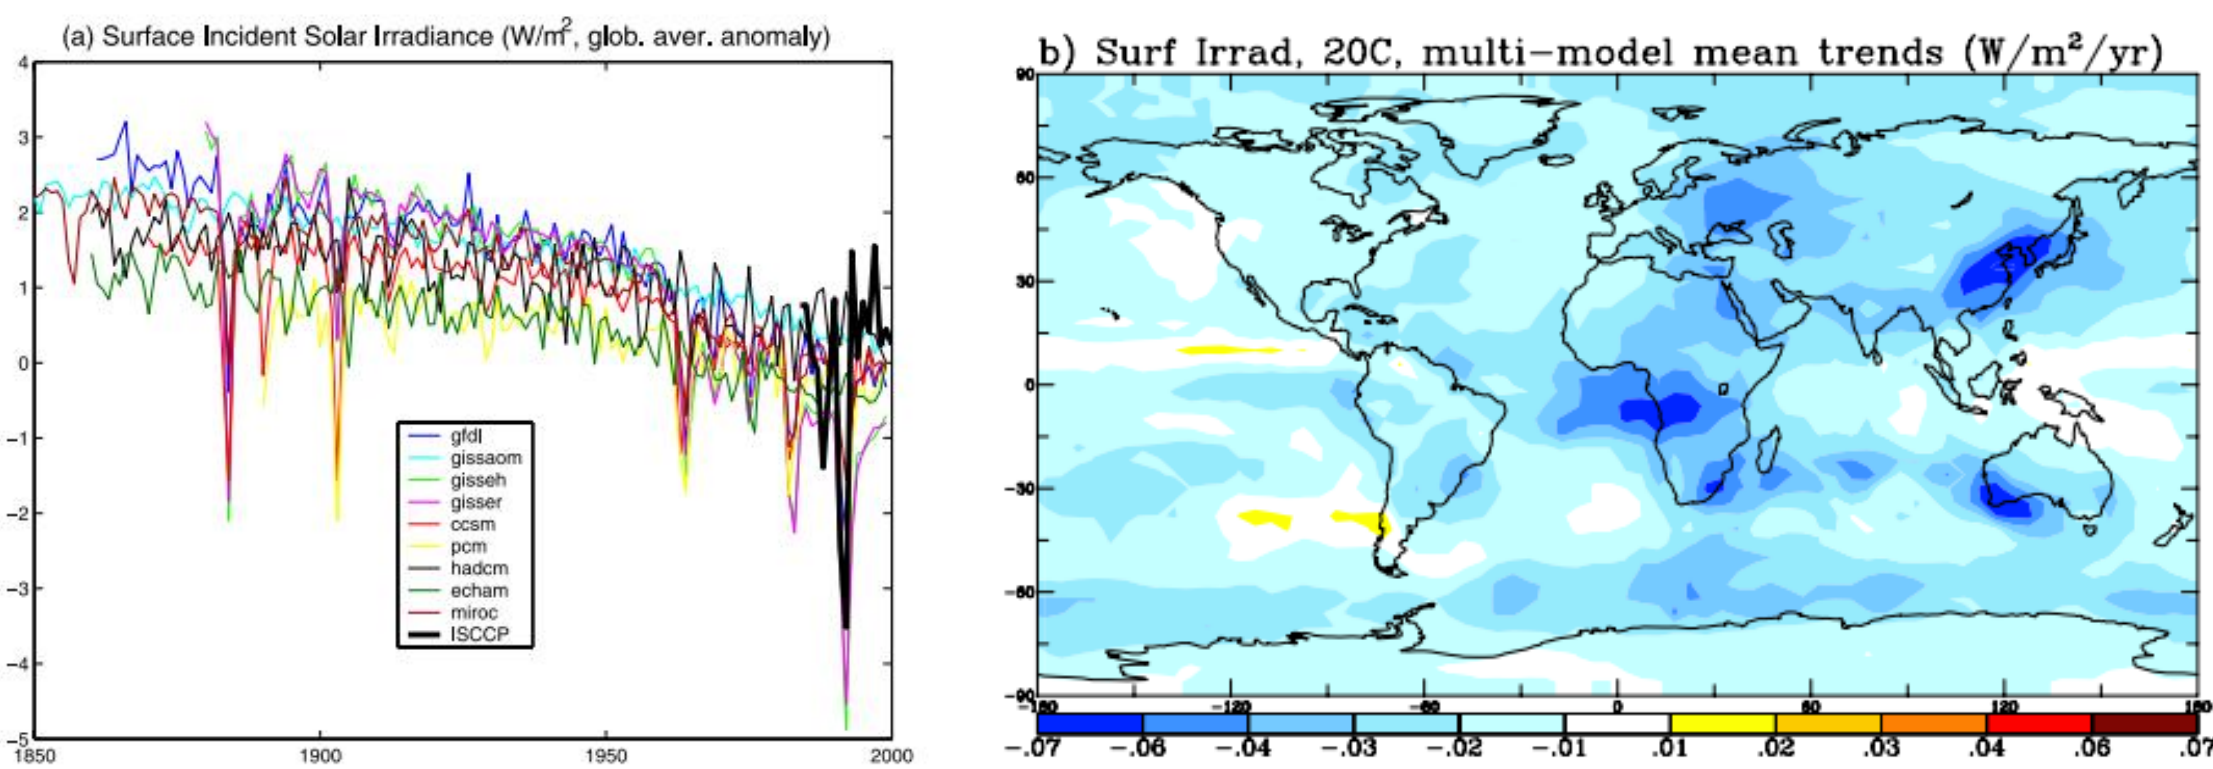 (a) Surface Incident Solar Irradiance (W/m², glob. aver. anomaly)
4
3
2
1
0
−1
−2
−3
−4
−5
1850 1900 1950 2000
gfdl
gissaom
gisseh
gisser
ccsm
pcm
hadcm
echam
miroc
ISCCP
b) Surf Irrad, 20C, multi−model mean trends (W/m²/yr)
90
60
30
0
−30
−60
−90
−180 −120 −60 0 60 120 180
−.07 −.06 −.04 −.03 −.02 −.01 .01 .02 .03 .04 .06 .07